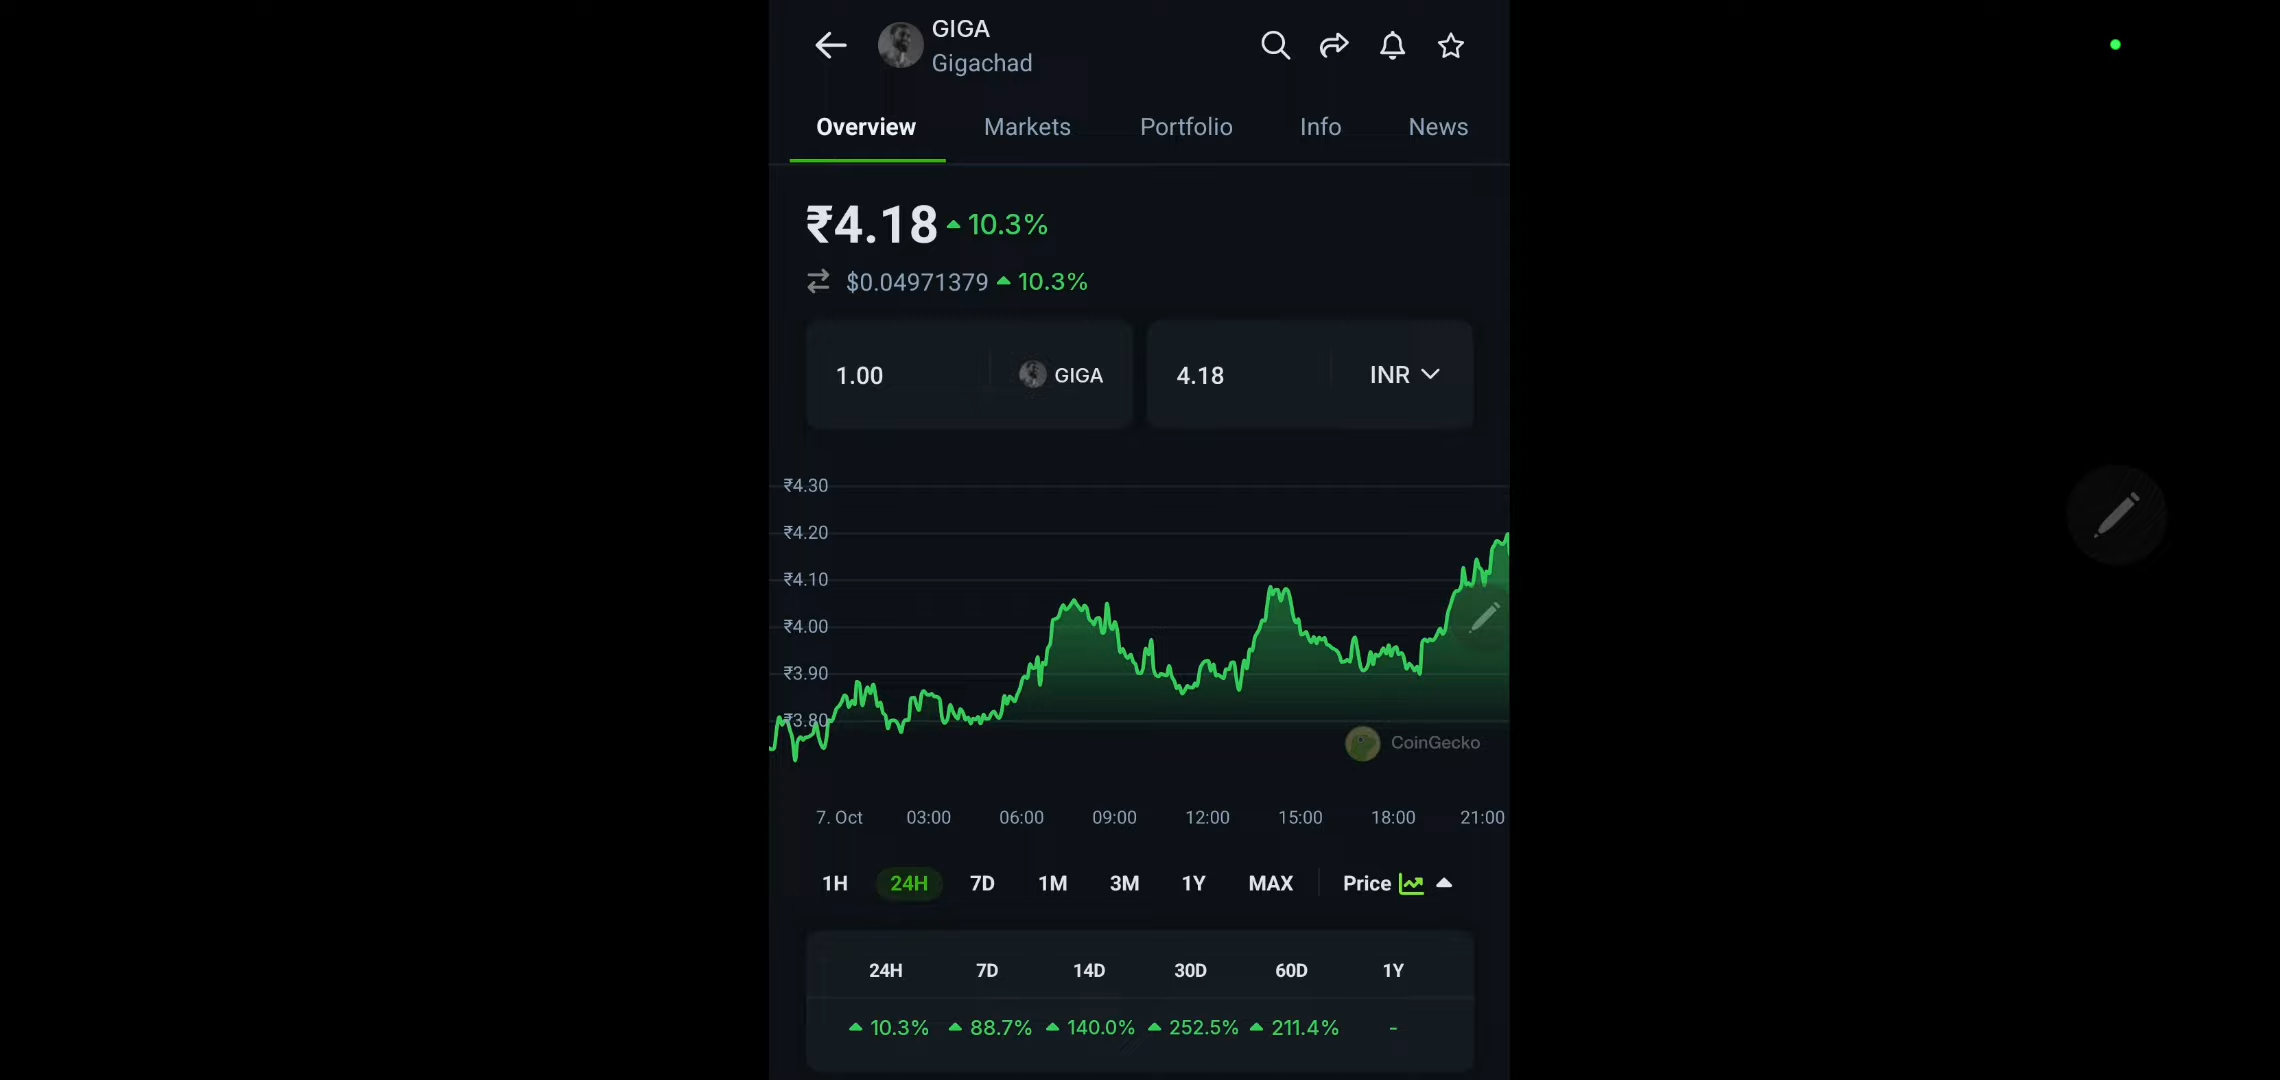 GIGA
Gigachad
Overview Markets Portfolio Info News
₹4.18 10.3%
$0.04971379 10.3%
1.00 GIGA 4.18 INR
₹4.30
₹4.20
₹4.10
₹4.00
₹3.90
₹3.80
CoinGecko
7. Oct 03:00 06:00 09:00 12:00 15:00 18:00 21:00
1H 24H 7D 1M 3M 1Y MAX Price
24H 7D 14D 30D 60D 1Y
10.3% 88.7% 140.0% 252.5% 211.4% -